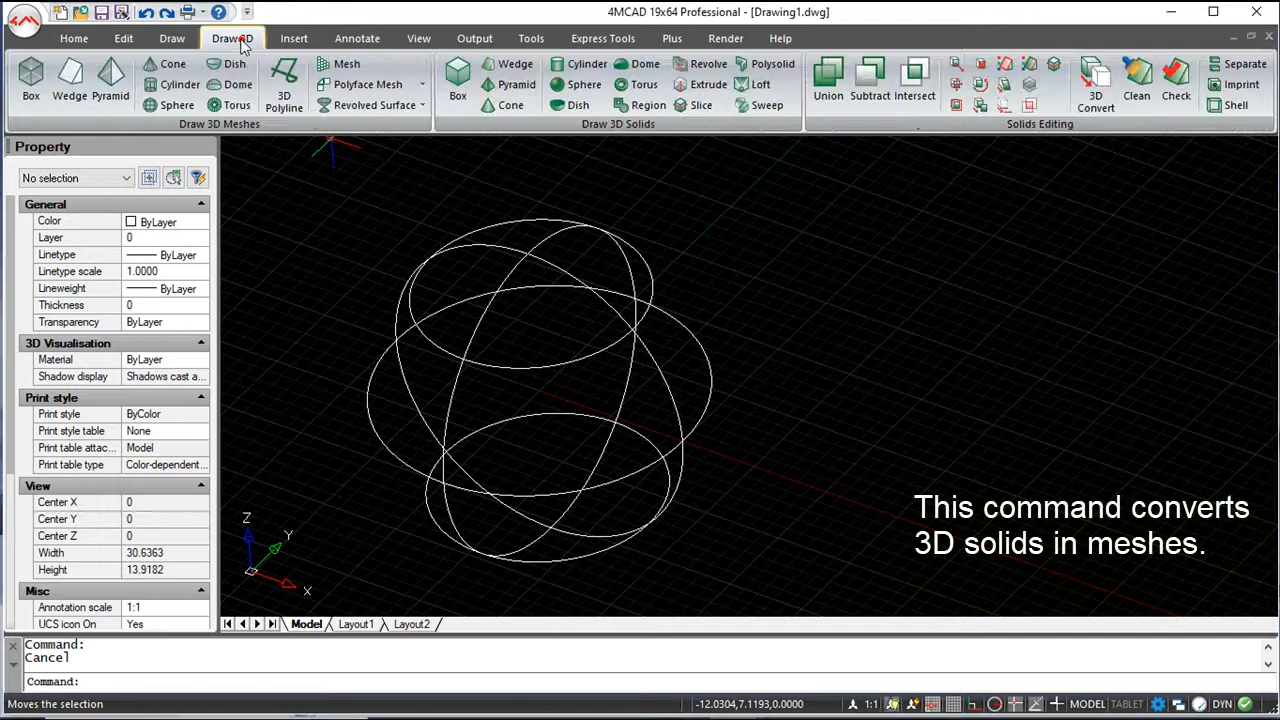 4MCAD 19x64 Professional - [Drawing1.dwg]
Home Edit Draw Draw3D Insert Annotate View Output Tools Express Tools Plus Render Help
Cone Dish Mesh Wedge Cylinder Dome Revolve Polysolid Separate
Cylinder Dome Polyface Mesh Pyramid Sphere Torus Extrude Loft Imprint
Box Wedge Pyramid 3D Polyline Box Union Subtract Intersect 3D Convert Clean Check
Sphere Torus Revolved Surface Cone Dish Region Slice Sweep Shell
Draw 3D Meshes Draw 3D Solids Solids Editing
Property
No selection
General
Color ByLayer
Layer 0
Linetype ByLayer
Linetype scale 1.0000
Lineweight ByLayer
Thickness 0
Transparency ByLayer
3D Visualisation
Material ByLayer
Shadow display Shadows cast a...
Print style
Print style ByColor
Print style table None
Print table attac... Model
Print table type Color-dependent...
View
Center X 0
Center Y 0
Center Z 0
Width 30.6363
Height 13.9182
Misc
Annotation scale 1:1
UCS icon On Yes
Z
Y
X
This command converts
3D solids in meshes.
Model Layout1 Layout2
Command:
Cancel
Command:
Moves the selection -12.0304,7.1193,0.0000 1:1 MODEL TABLET DYN